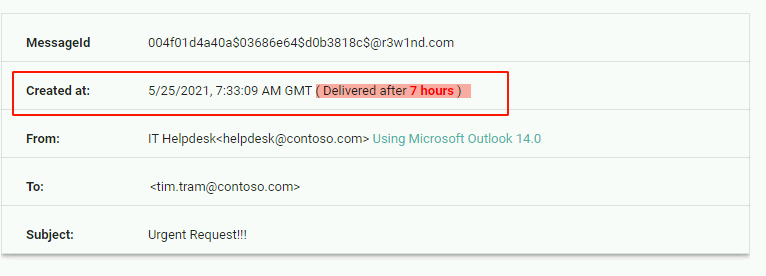 MessageId 004f01d4a40a$03686e64$d0b3818c$@r3w1nd.com
Created at: 5/25/2021, 7:33:09 AM GMT ( Delivered after 7 hours )
From: IT Helpdesk<helpdesk@contoso.com> Using Microsoft Outlook 14.0
To: <tim.tram@contoso.com>
Subject: Urgent Request!!!